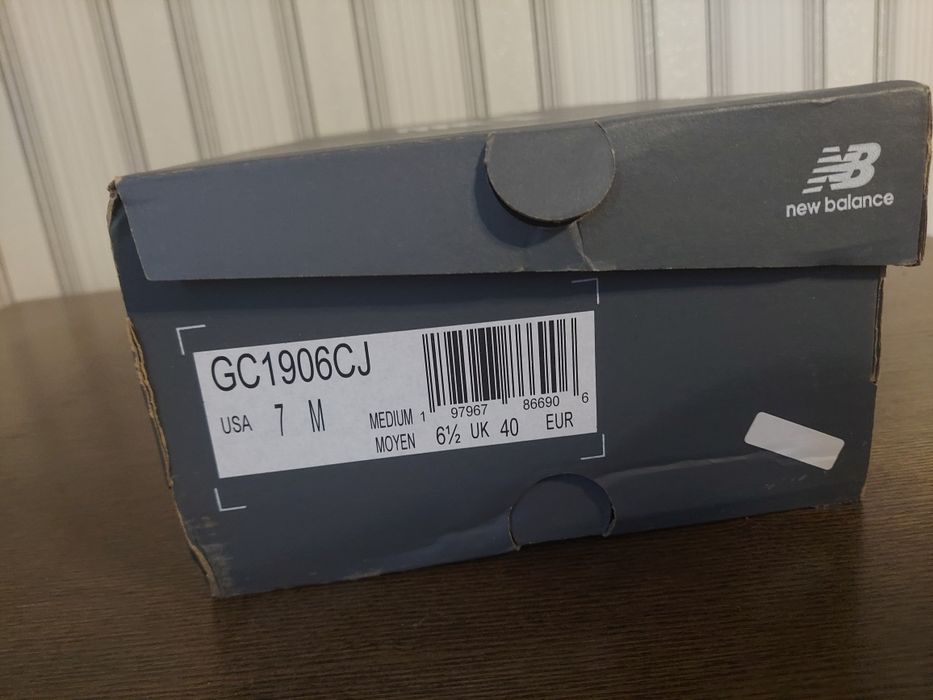 NB
new balance
GC1906CJ
USA 7 M
MEDIUM
MOYEN
1 97967 86690 6
6½ UK 40 EUR